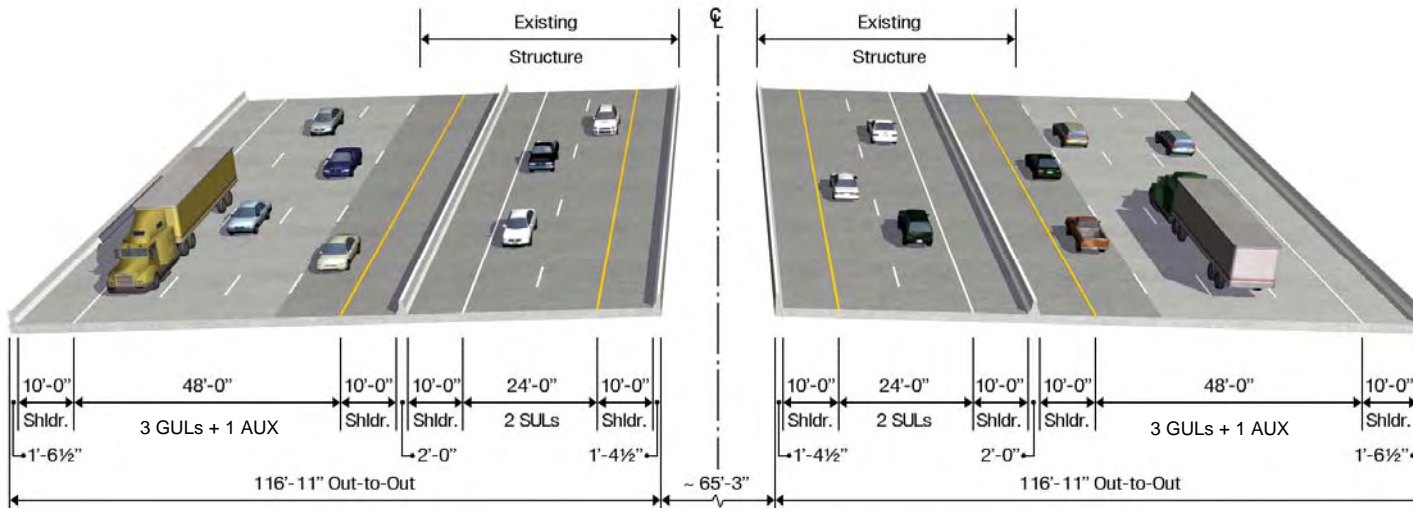 Existing
Structure
℄
Existing
Structure
10’-0” 48’-0” 10’-0” 10’-0” 24’-0” 10’-0” 10’-0” 24’-0” 10’-0” 10’-0” 48’-0” 10’-0”
Shldr. 3 GULs + 1 AUX Shldr. Shldr. 2 SULs Shldr. Shldr. 2 SULs Shldr. Shldr. 3 GULs + 1 AUX Shldr.
1’-6½” 2’-0” 1’-4½” 1’-4½” 2’-0” 1’-6½”
116’-11” Out-to-Out ~ 65’-3” 116’-11” Out-to-Out